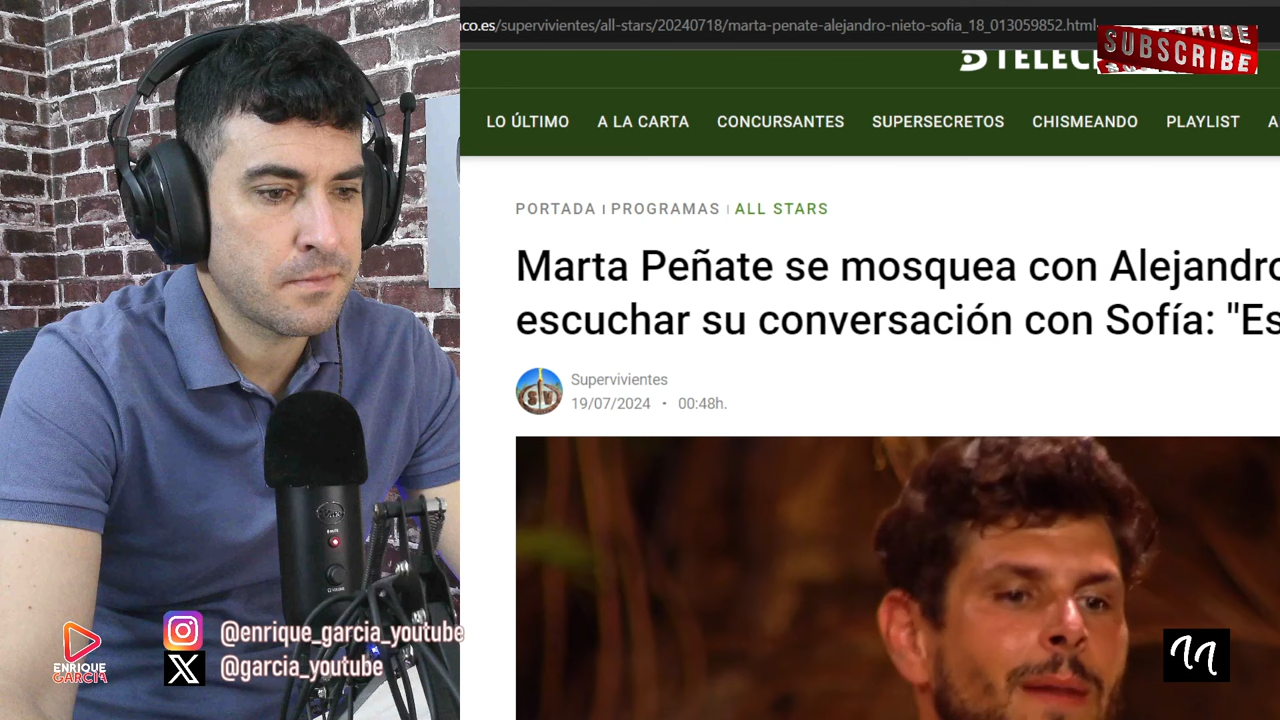 co.es/supervivientes/all-stars/20240718/marta-penate-alejandro-nieto-sofia_18_013059852.html
SUBSCRIBE
LO ÚLTIMO A LA CARTA CONCURSANTES SUPERSECRETOS CHISMEANDO PLAYLIST A
PORTADA | PROGRAMAS | ALL STARS
Marta Peñate se mosquea con Alejandro
escuchar su conversación con Sofía: "Es
Supervivientes
19/07/2024 • 00:48h.
SV
@enrique_garcia_youtube
@garcia_youtube
ENRIQUE
GARCIA